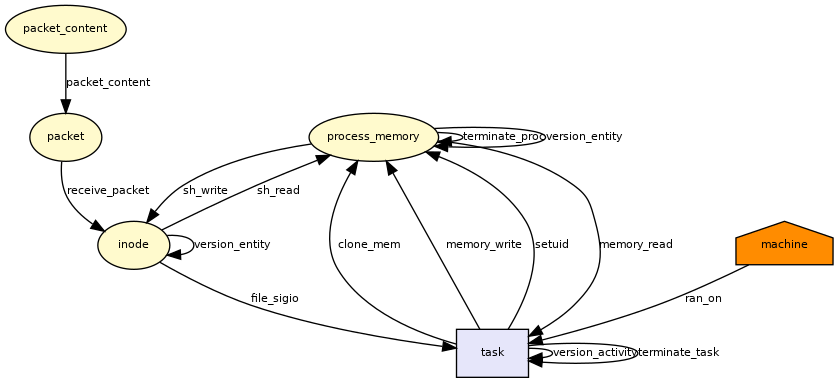 packet_content
packet_content
packet
process_memory
terminate_proc
version_entity
receive_packet
sh_write
sh_read
inode
version_entity
clone_mem
memory_write
setuid
memory_read
machine
file_sigio
ran_on
task
version_activity
terminate_task